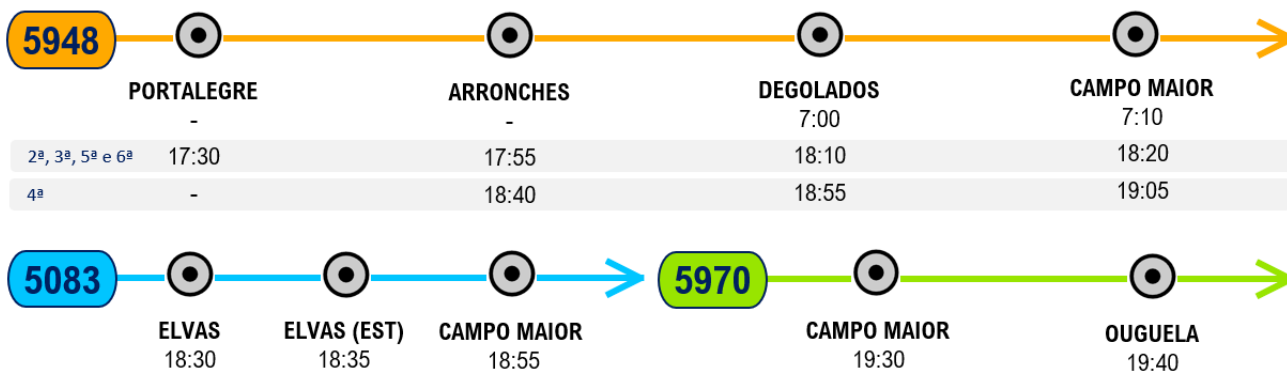 5948
PORTALEGRE ARRONCHES DEGOLADOS CAMPO MAIOR
- - 7:00 7:10
2ª, 3ª, 5ª e 6ª 17:30 17:55 18:10 18:20
4ª - 18:40 18:55 19:05
5083 5970
ELVAS ELVAS (EST) CAMPO MAIOR CAMPO MAIOR OUGUELA
18:30 18:35 18:55 19:30 19:40